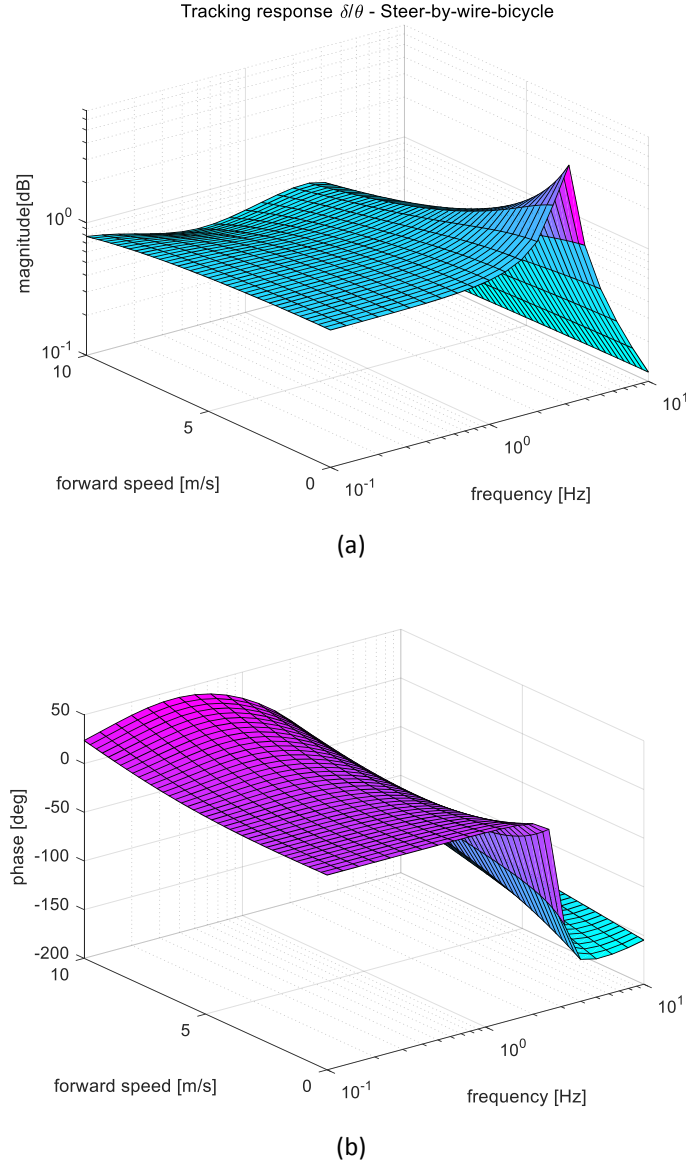 Tracking response δ/θ - Steer-by-wire-bicycle
magnitude[dB]
10^0
10^-1
10
5
0
forward speed [m/s]
10^-1
10^0
10^1
frequency [Hz]
(a)
50
0
-50
-100
-150
-200
phase [deg]
10
5
0
forward speed [m/s]
10^-1
10^0
10^1
frequency [Hz]
(b)